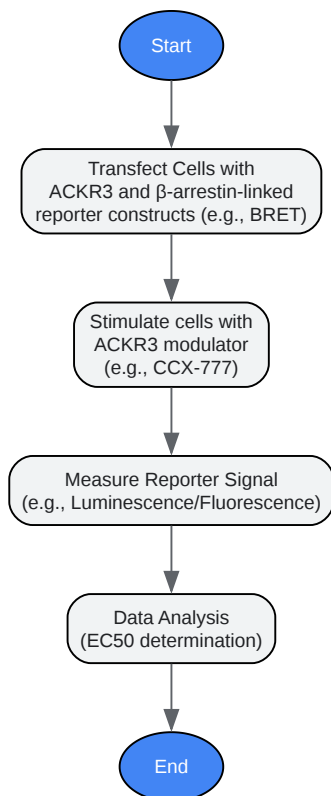 Start
Transfect Cells with
ACKR3 and β-arrestin-linked
reporter constructs (e.g., BRET)
Stimulate cells with
ACKR3 modulator
(e.g., CCX-777)
Measure Reporter Signal
(e.g., Luminescence/Fluorescence)
Data Analysis
(EC50 determination)
End